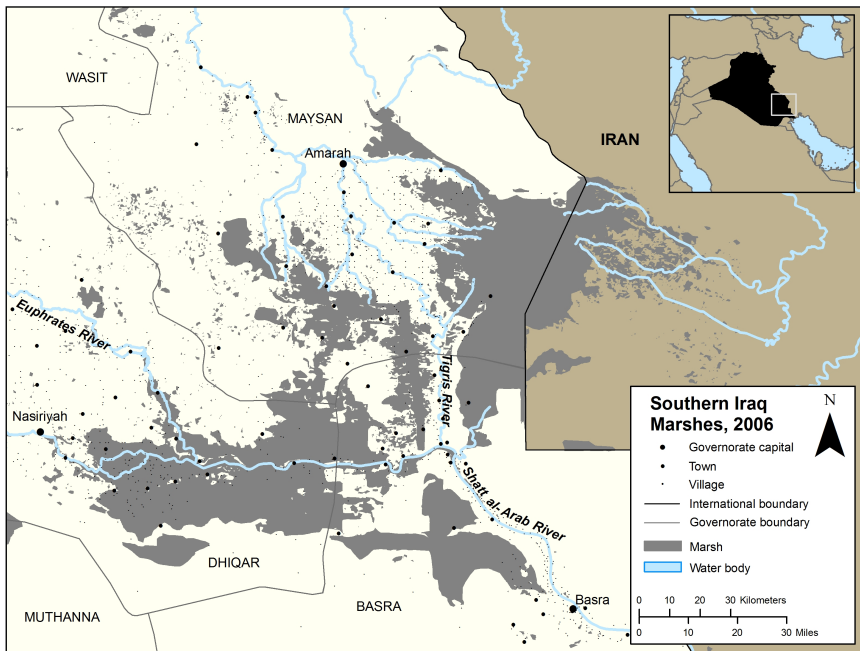 WASIT
MAYSAN
Amarah
IRAN
Euphrates River
Tigris River
Nasiriyah
Shatt al-Arab River
DHIQAR
BASRA
Basra
MUTHANNA
Southern Iraq
Marshes, 2006
N
Governorate capital
Town
Village
International boundary
Governorate boundary
Marsh
Water body
0 10 20 30 Kilometers
0 10 20 30 Miles